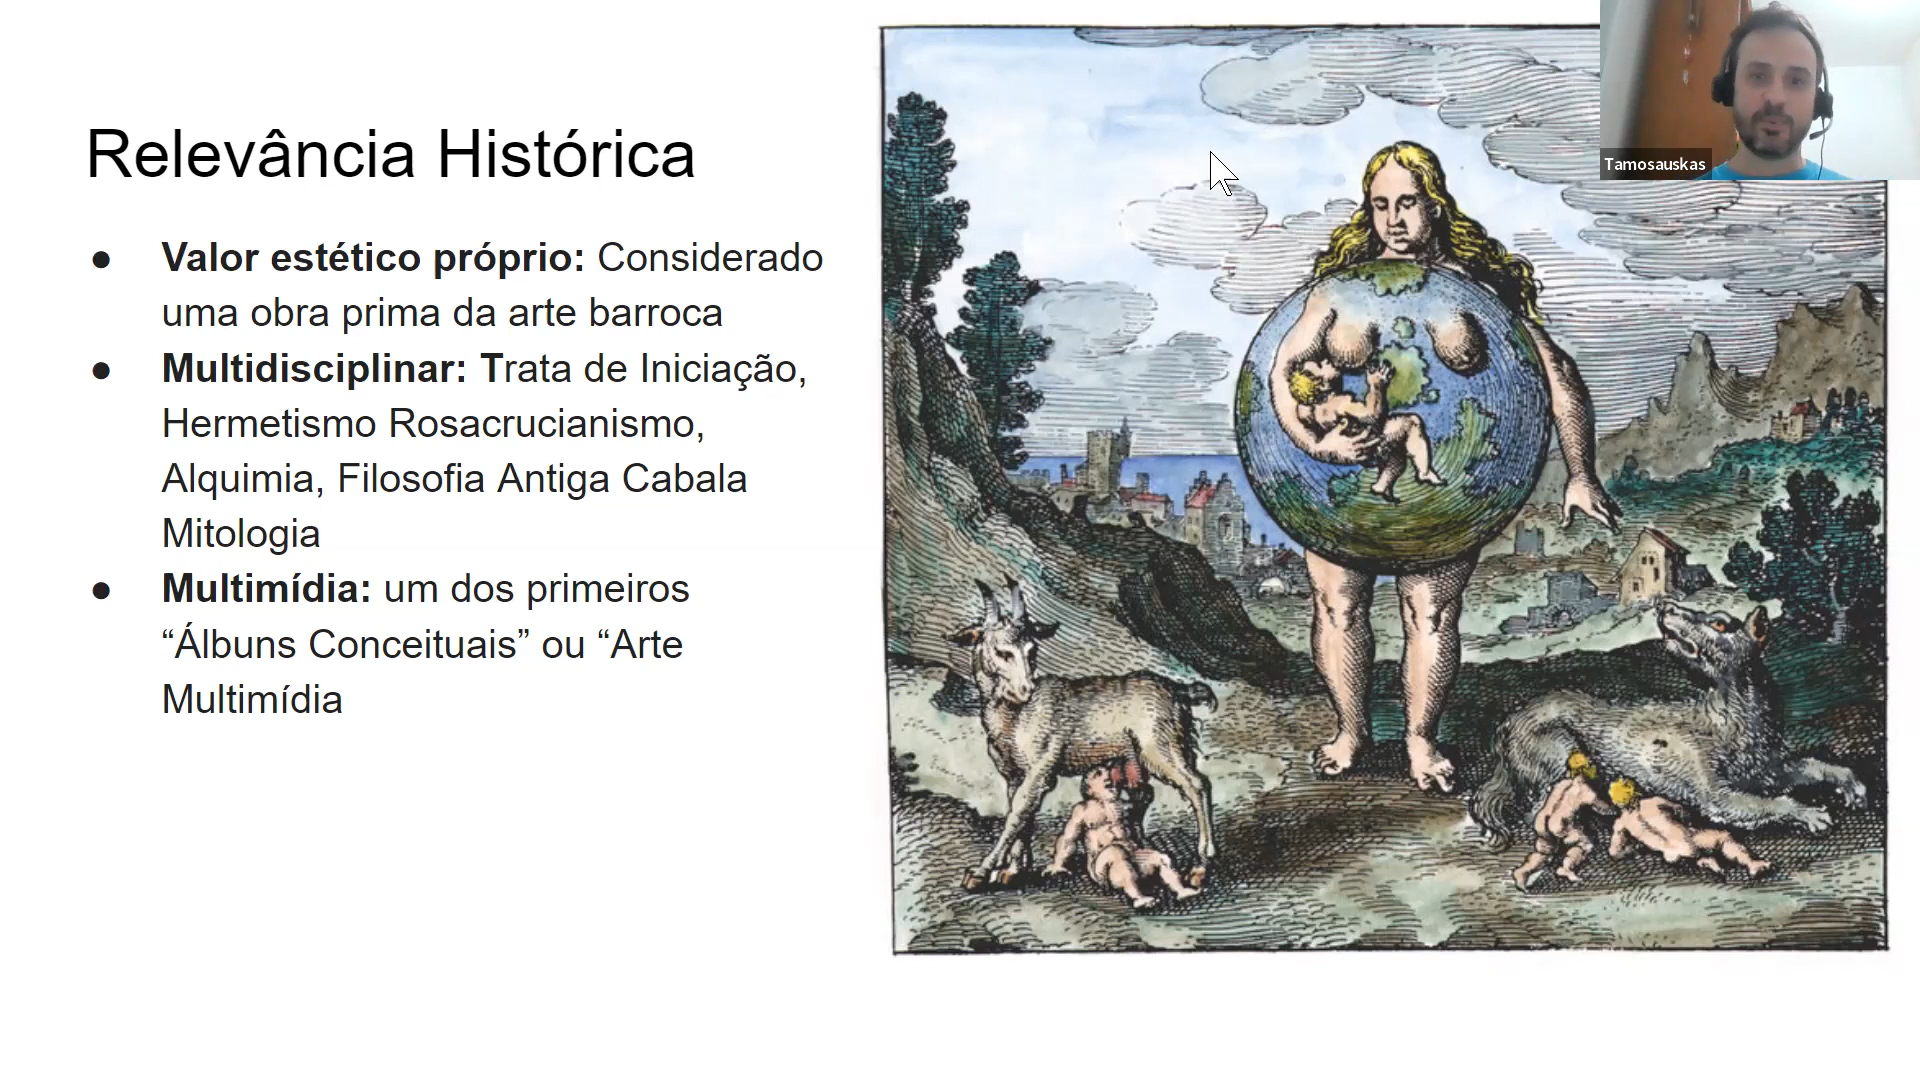 Relevância Histórica
● Valor estético próprio: Considerado
uma obra prima da arte barroca
● Multidisciplinar: Trata de Iniciação,
Hermetismo Rosacrucianismo,
Alquimia, Filosofia Antiga Cabala
Mitologia
● Multimídia: um dos primeiros
“Álbuns Conceituais” ou “Arte
Multimídia
Tamosauskas